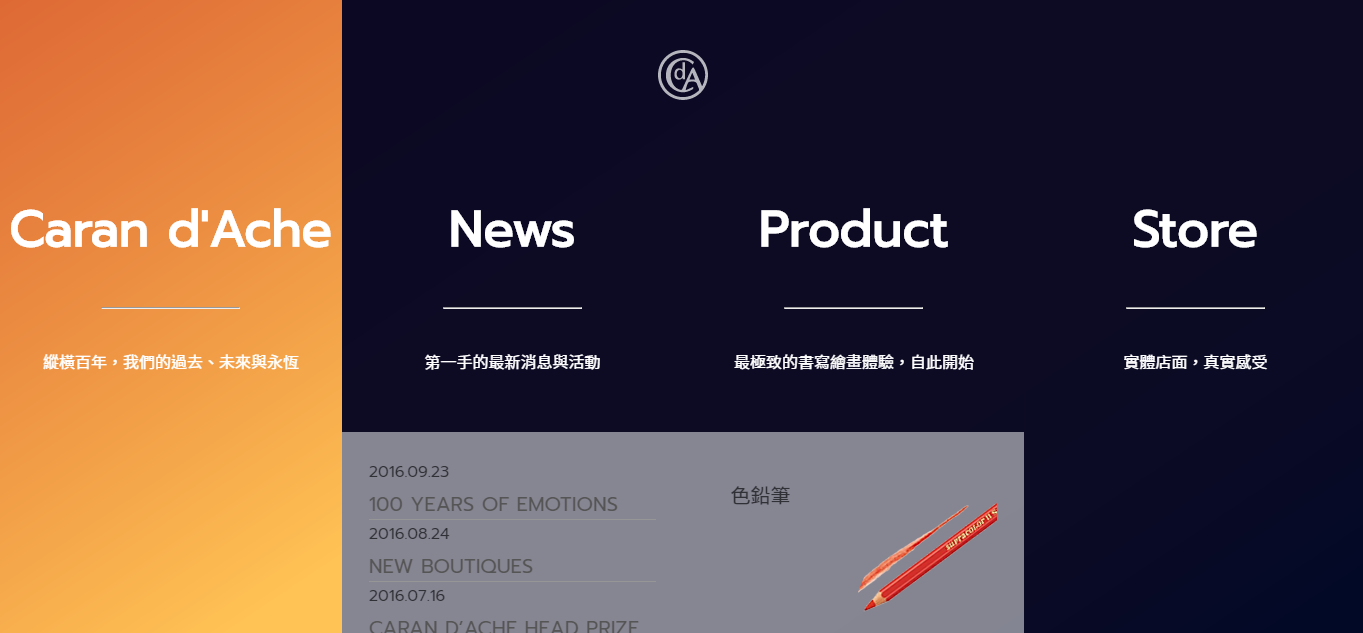 CdA
Caran d'Ache
縱橫百年，我們的過去、未來與永恆
News
第一手的最新消息與活動
Product
最極致的書寫繪畫體驗，自此開始
Store
實體店面，真實感受
2016.09.23
100 YEARS OF EMOTIONS
2016.08.24
NEW BOUTIQUES
2016.07.16
CARAN D’ACHE HEAD PRIZE
色鉛筆
SUPRACOLOR II S